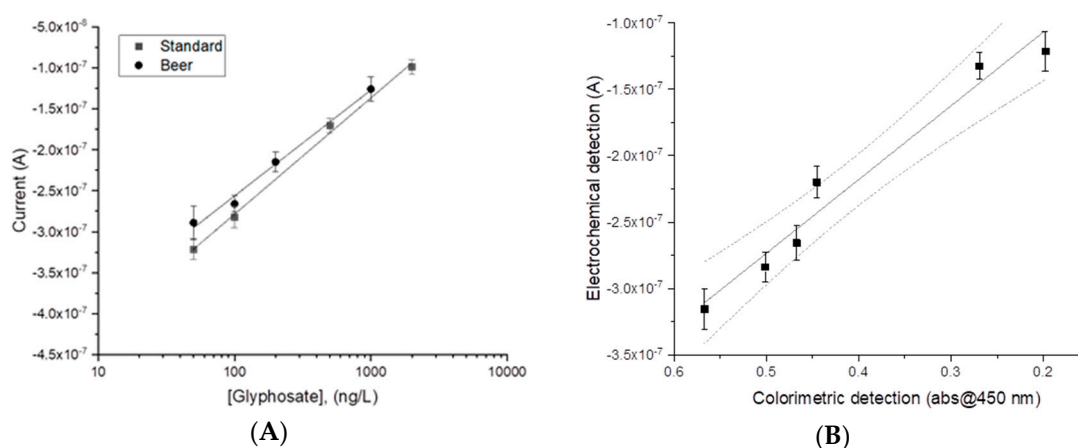 -5.0x10⁻⁸
-1.0x10⁻⁷
-1.5x10⁻⁷
-2.0x10⁻⁷
-2.5x10⁻⁷
-3.0x10⁻⁷
-3.5x10⁻⁷
-4.0x10⁻⁷
-4.5x10⁻⁷
Current (A)
Standard
Beer
10 100 1000 10000
[Glyphosate], (ng/L)
(A)
-1.0x10⁻⁷
-1.5x10⁻⁷
-2.0x10⁻⁷
-2.5x10⁻⁷
-3.0x10⁻⁷
-3.5x10⁻⁷
Electrochemical detection (A)
0.6 0.5 0.4 0.3 0.2
Colorimetric detection (abs@450 nm)
(B)